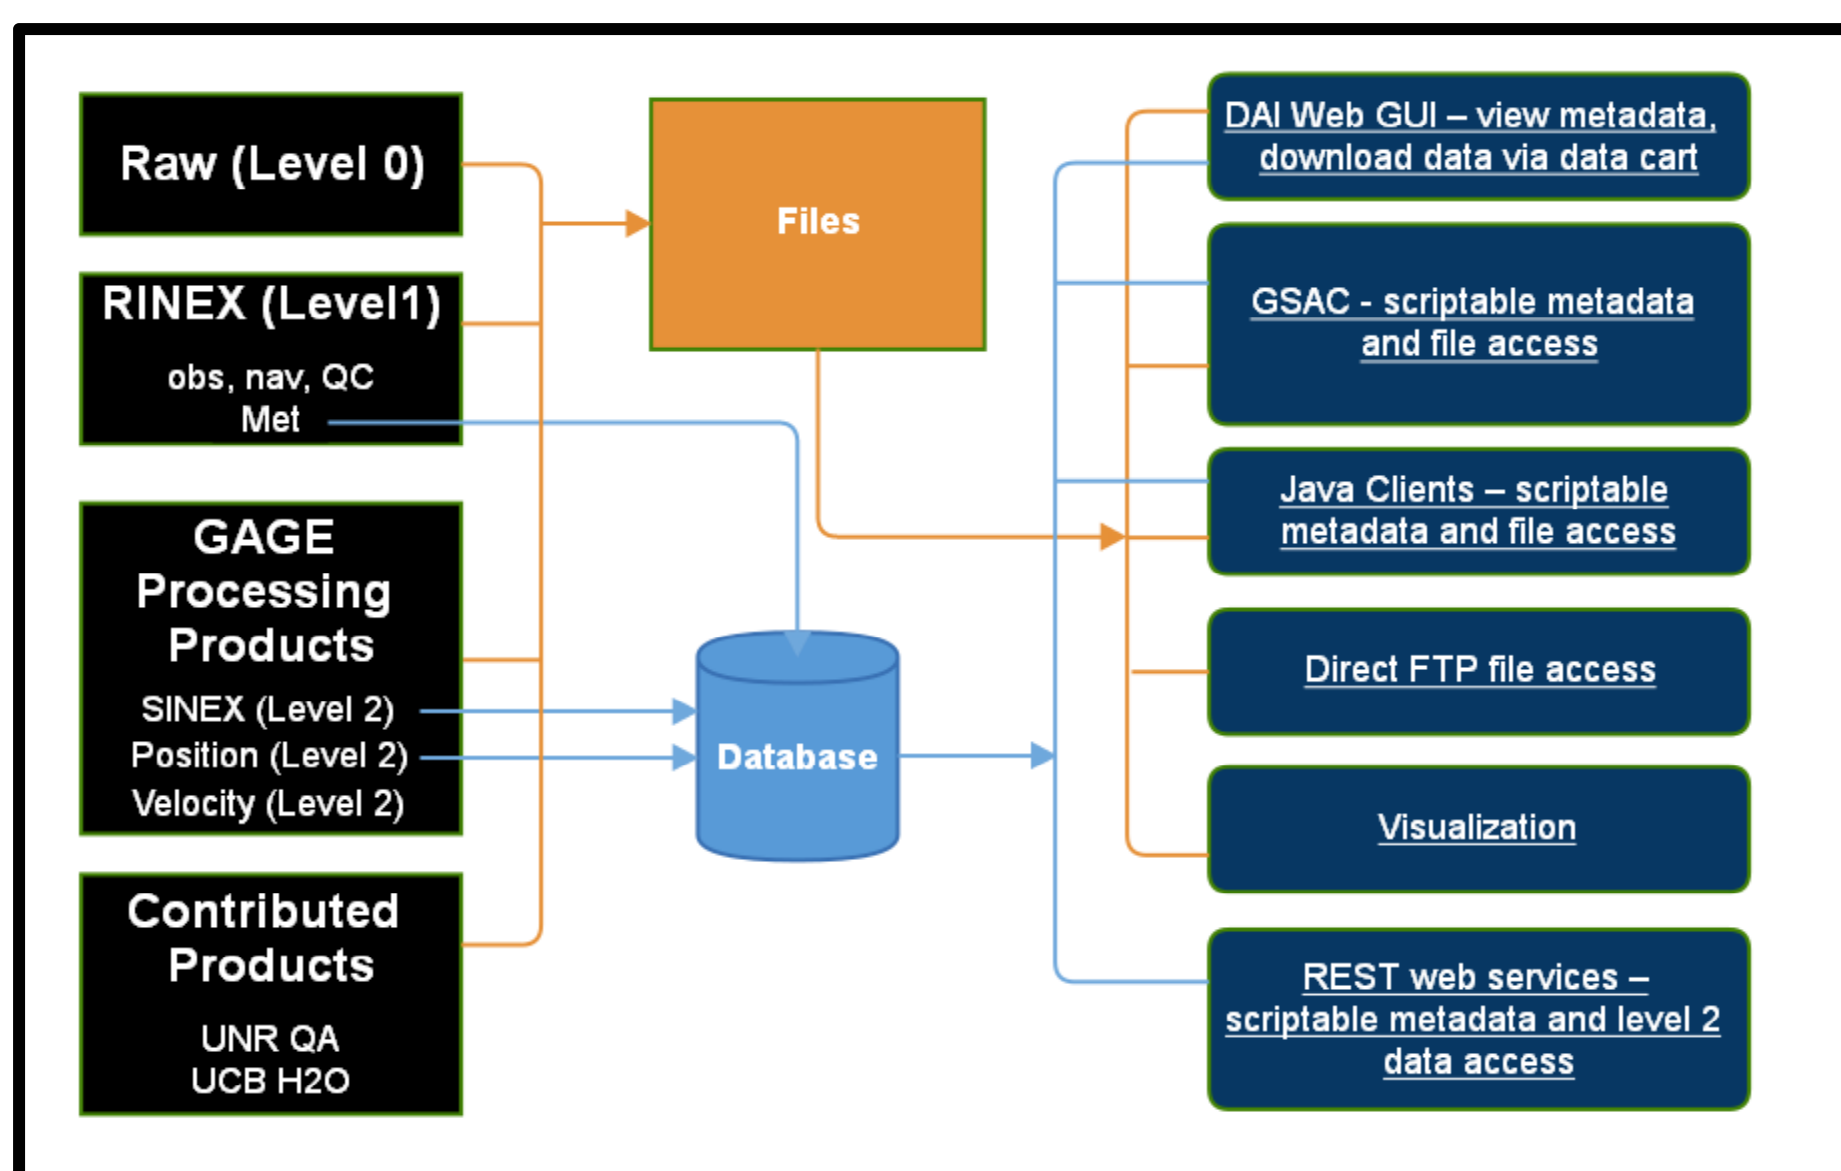 Raw (Level 0)
RINEX (Level1)
obs, nav, QC
Met
GAGE
Processing
Products
SINEX (Level 2)
Position (Level 2)
Velocity (Level 2)
Contributed
Products
UNR QA
UCB H2O
Files
Database
DAI Web GUI – view metadata,
download data via data cart
GSAC - scriptable metadata
and file access
Java Clients – scriptable
metadata and file access
Direct FTP file access
Visualization
REST web services –
scriptable metadata and level 2
data access